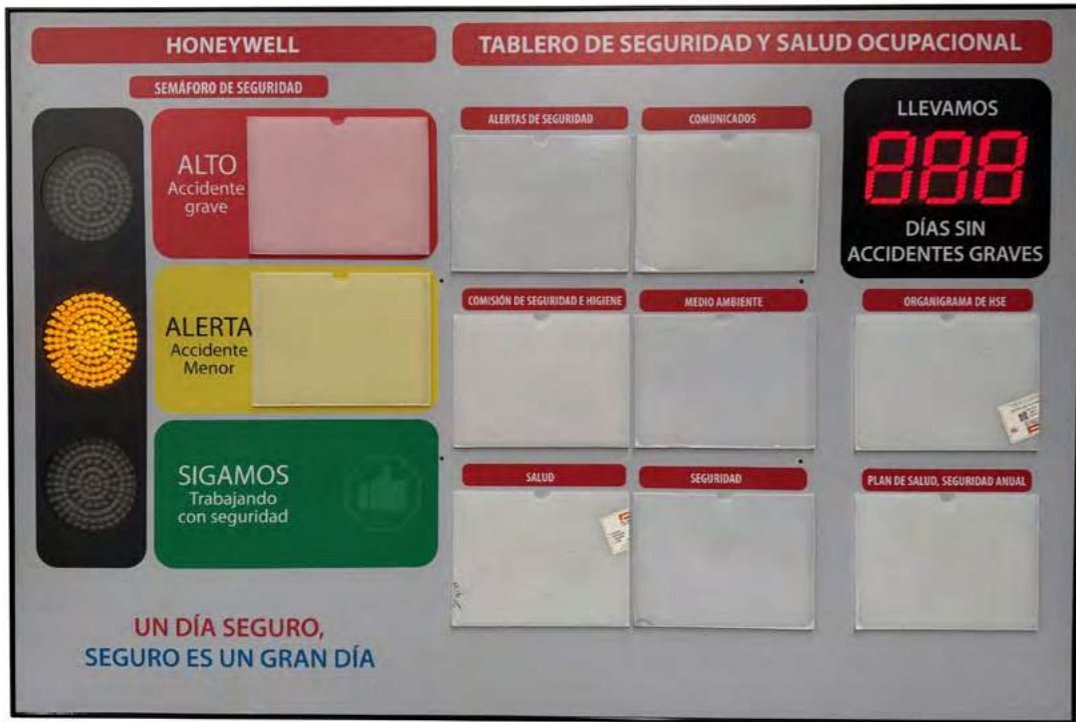 HONEYWELL
TABLERO DE SEGURIDAD Y SALUD OCUPACIONAL
SEMÁFORO DE SEGURIDAD
ALTO
Accidente
grave
ALERTA
Accidente
Menor
SIGAMOS
Trabajando
con seguridad
UN DÍA SEGURO,
SEGURO ES UN GRAN DÍA
ALERTAS DE SEGURIDAD
COMUNICADOS
LLEVAMOS
888
DÍAS SIN
ACCIDENTES GRAVES
COMISIÓN DE SEGURIDAD E HIGIENE
MEDIO AMBIENTE
ORGANIGRAMA DE HSE
SALUD
SEGURIDAD
PLAN DE SALUD, SEGURIDAD ANUAL